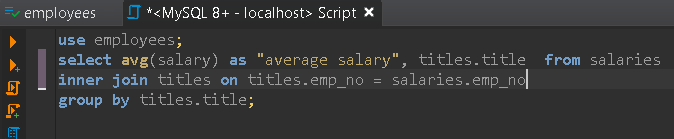 employees
*<MySQL 8+ - localhost> Script
use employees;
select avg(salary) as "average salary", titles.title  from salaries
inner join titles on titles.emp_no = salaries.emp_no
group by titles.title;